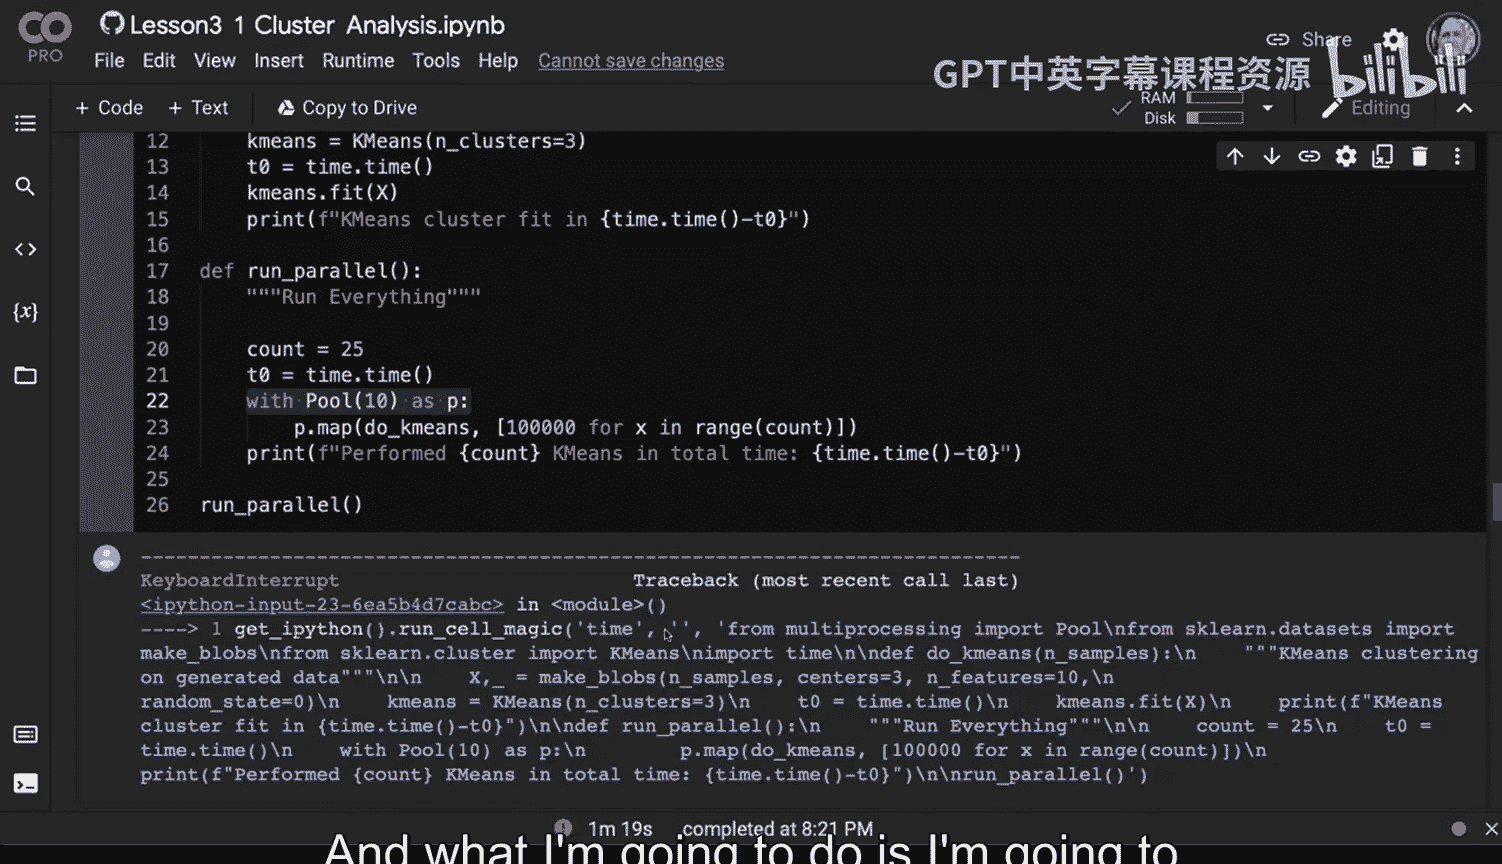 CO
PRO
Lesson3 1 Cluster Analysis.ipynb
File Edit View Insert Runtime Tools Help Cannot save changes
Share
GPT中英字幕课程资源 bilibili
+ Code + Text Copy to Drive
RAM
Disk
Editing
12 kmeans = KMeans(n_clusters=3)
13 t0 = time.time()
14 kmeans.fit(X)
15 print(f"KMeans cluster fit in {time.time()-t0}")
16
17 def run_parallel():
18 """Run Everything"""
19
20 count = 25
21 t0 = time.time()
22 with Pool(10) as p:
23 p.map(do_kmeans, [100000 for x in range(count)])
24 print(f"Performed {count} KMeans in total time: {time.time()-t0}")
25
26 run_parallel()
---------------------------------------------------------------------------
KeyboardInterrupt Traceback (most recent call last)
<ipython-input-23-6ea5b4d7cabc> in <module>()
----> 1 get_ipython().run_cell_magic('time', '', 'from multiprocessing import Pool\nfrom sklearn.datasets import
make_blobs\nfrom sklearn.cluster import KMeans\nimport time\n\ndef do_kmeans(n_samples):\n """KMeans clustering
on generated data"""\n\n X,_ = make_blobs(n_samples, centers=3, n_features=10,\n
random_state=0)\n kmeans = KMeans(n_clusters=3)\n t0 = time.time()\n kmeans.fit(X)\n print(f"KMeans
cluster fit in {time.time()-t0}")\n\ndef run_parallel():\n """Run Everything"""\n\n count = 25\n t0 =
time.time()\n with Pool(10) as p:\n p.map(do_kmeans, [100000 for x in range(count)])\n
print(f"Performed {count} KMeans in total time: {time.time()-t0}")\n\nrun_parallel()')
1m 19s completed at 8:21 PM
And what I'm going to do is I'm going to